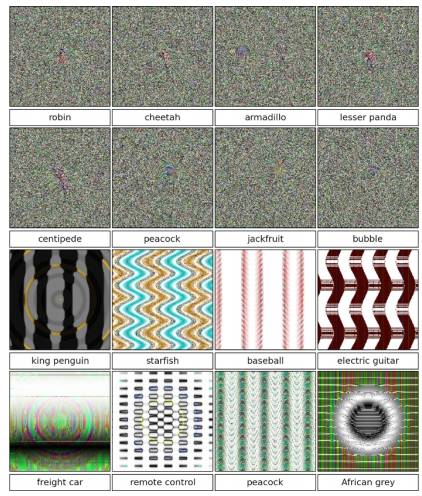 robin
cheetah
armadillo
lesser panda
centipede
peacock
jackfruit
bubble
king penguin
starfish
baseball
electric guitar
freight car
remote control
peacock
African grey